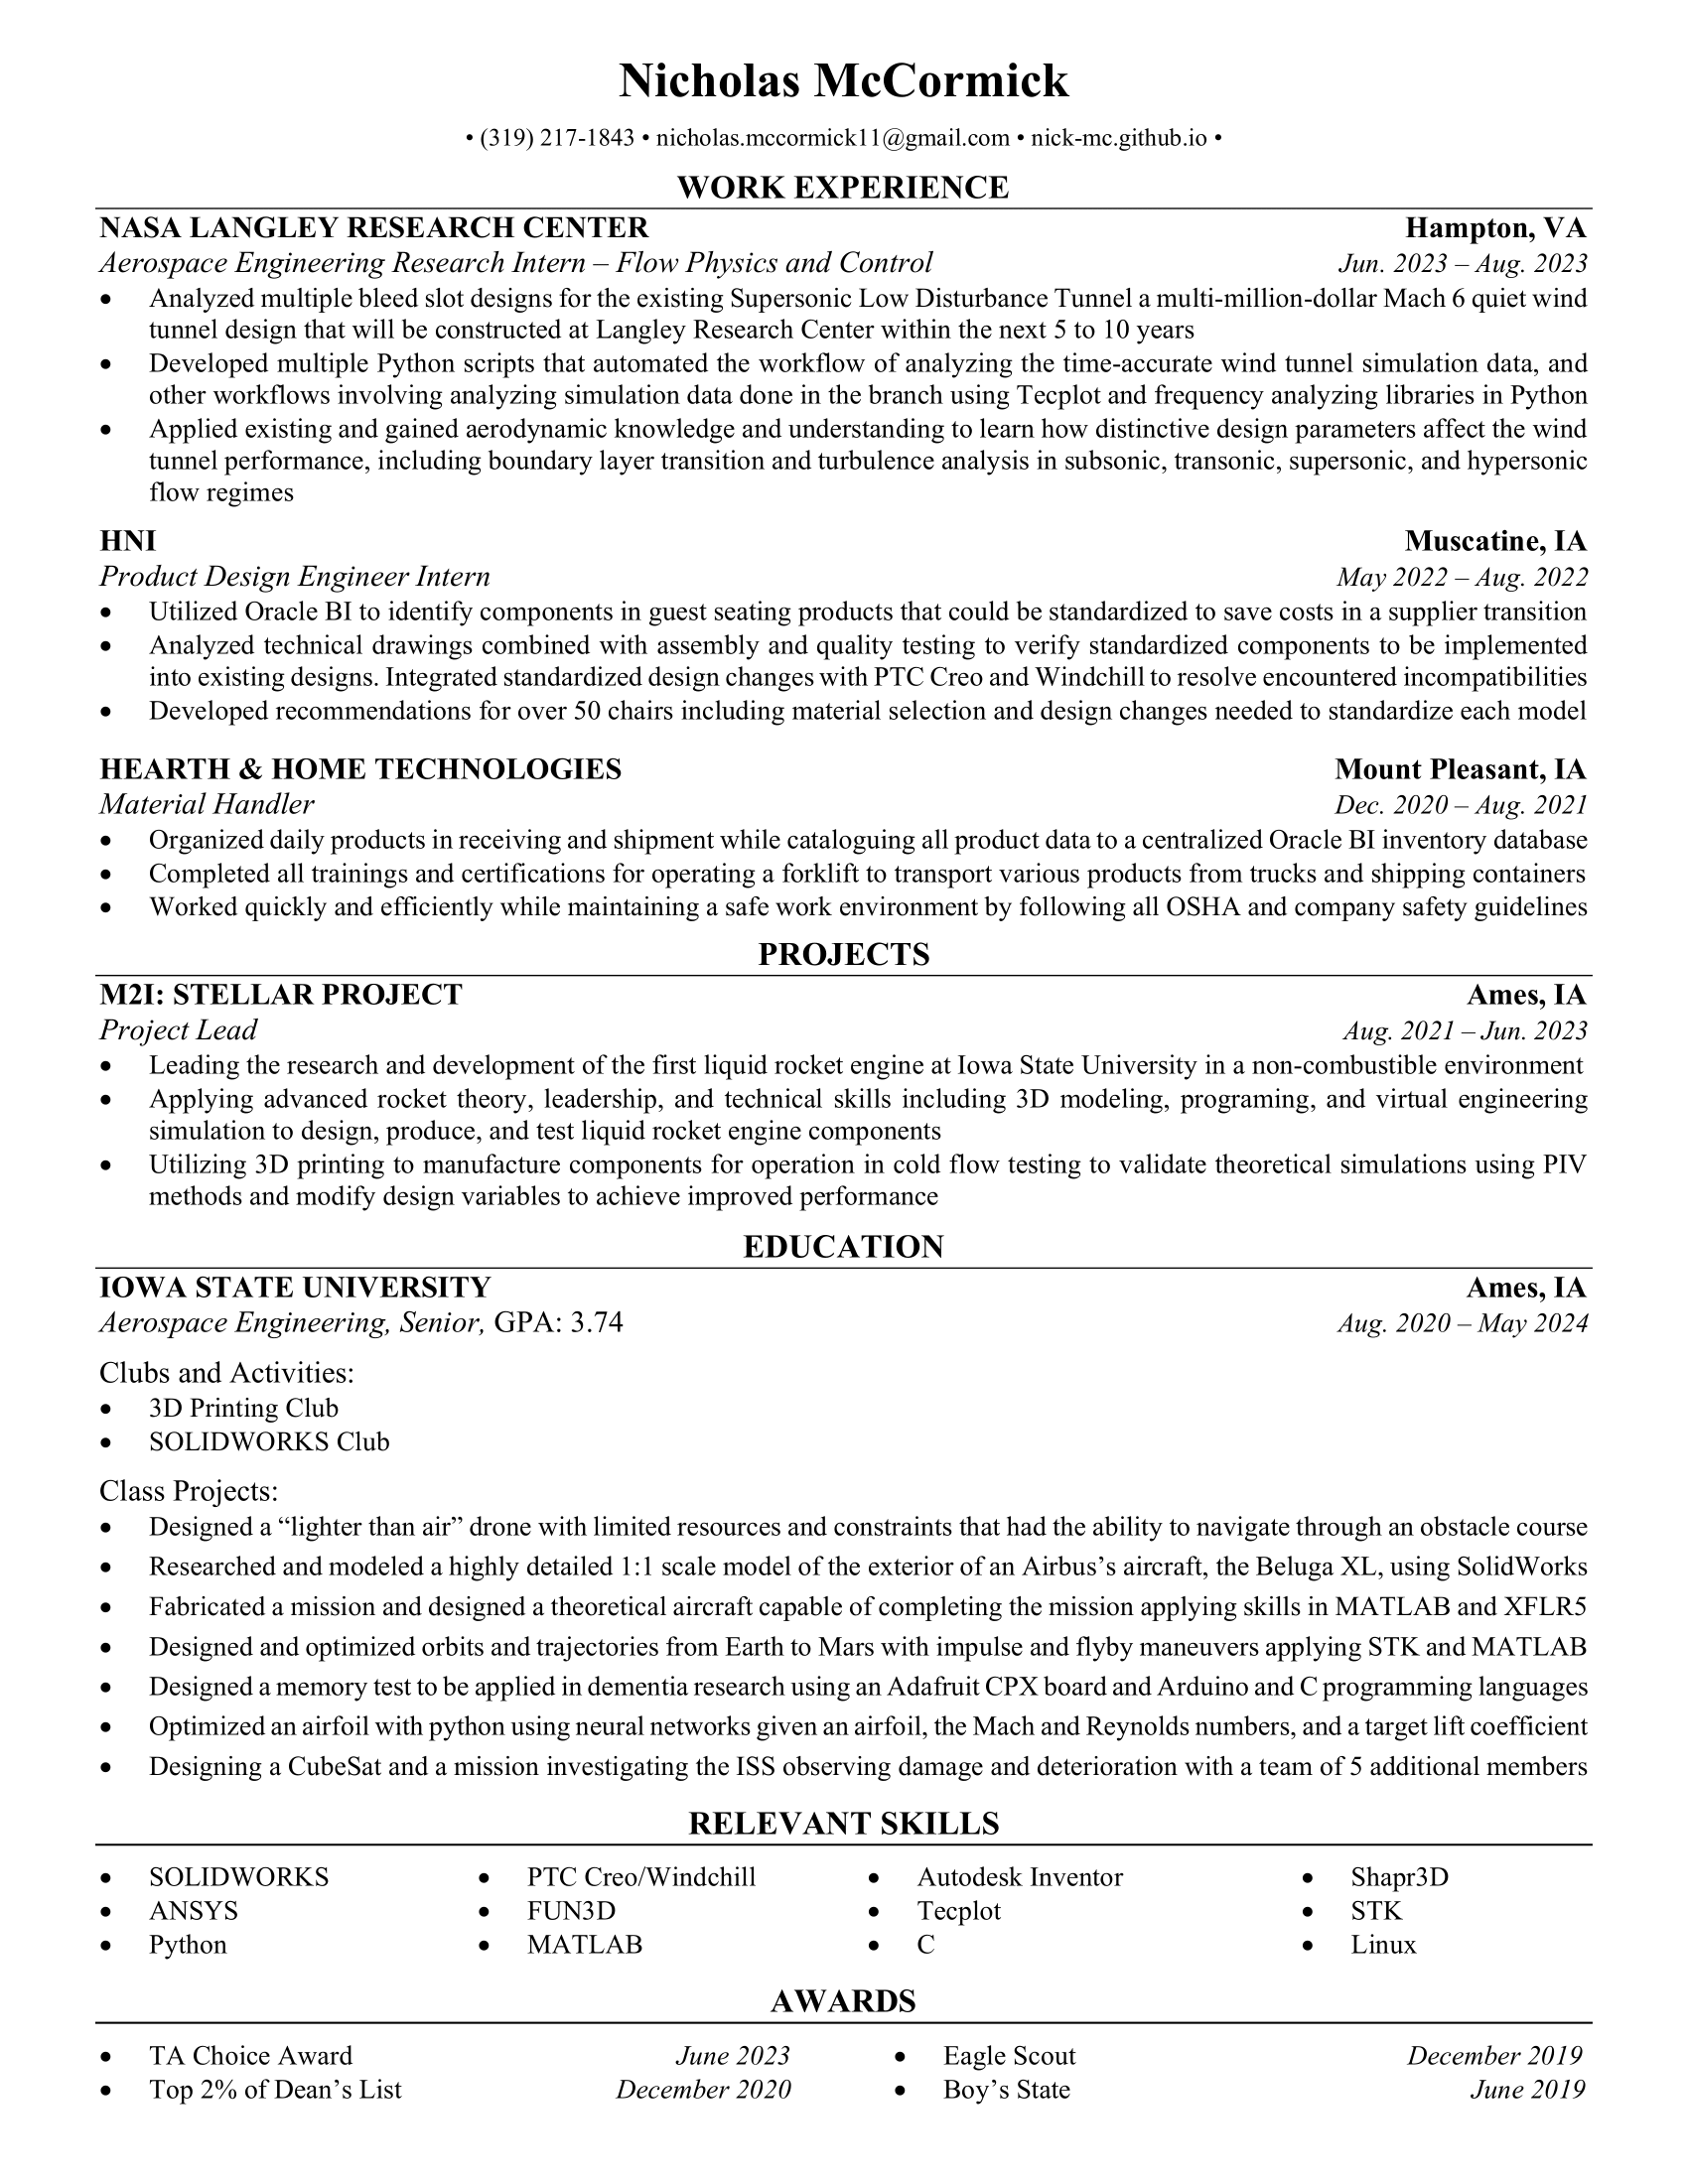 Nicholas McCormick
• (319) 217-1843 • nicholas.mccormick11@gmail.com • nick-mc.github.io •
WORK EXPERIENCE
NASA LANGLEY RESEARCH CENTER Hampton, VA
Aerospace Engineering Research Intern – Flow Physics and Control Jun. 2023 – Aug. 2023
• Analyzed multiple bleed slot designs for the existing Supersonic Low Disturbance Tunnel a multi-million-dollar Mach 6 quiet wind
tunnel design that will be constructed at Langley Research Center within the next 5 to 10 years
• Developed multiple Python scripts that automated the workflow of analyzing the time-accurate wind tunnel simulation data, and
other workflows involving analyzing simulation data done in the branch using Tecplot and frequency analyzing libraries in Python
• Applied existing and gained aerodynamic knowledge and understanding to learn how distinctive design parameters affect the wind
tunnel performance, including boundary layer transition and turbulence analysis in subsonic, transonic, supersonic, and hypersonic
flow regimes
HNI Muscatine, IA
Product Design Engineer Intern May 2022 – Aug. 2022
• Utilized Oracle BI to identify components in guest seating products that could be standardized to save costs in a supplier transition
• Analyzed technical drawings combined with assembly and quality testing to verify standardized components to be implemented
into existing designs. Integrated standardized design changes with PTC Creo and Windchill to resolve encountered incompatibilities
• Developed recommendations for over 50 chairs including material selection and design changes needed to standardize each model
HEARTH & HOME TECHNOLOGIES Mount Pleasant, IA
Material Handler Dec. 2020 – Aug. 2021
• Organized daily products in receiving and shipment while cataloguing all product data to a centralized Oracle BI inventory database
• Completed all trainings and certifications for operating a forklift to transport various products from trucks and shipping containers
• Worked quickly and efficiently while maintaining a safe work environment by following all OSHA and company safety guidelines
PROJECTS
M2I: STELLAR PROJECT Ames, IA
Project Lead Aug. 2021 – Jun. 2023
• Leading the research and development of the first liquid rocket engine at Iowa State University in a non-combustible environment
• Applying advanced rocket theory, leadership, and technical skills including 3D modeling, programing, and virtual engineering
simulation to design, produce, and test liquid rocket engine components
• Utilizing 3D printing to manufacture components for operation in cold flow testing to validate theoretical simulations using PIV
methods and modify design variables to achieve improved performance
EDUCATION
IOWA STATE UNIVERSITY Ames, IA
Aerospace Engineering, Senior, GPA: 3.74 Aug. 2020 – May 2024
Clubs and Activities:
• 3D Printing Club
• SOLIDWORKS Club
Class Projects:
• Designed a “lighter than air” drone with limited resources and constraints that had the ability to navigate through an obstacle course
• Researched and modeled a highly detailed 1:1 scale model of the exterior of an Airbus’s aircraft, the Beluga XL, using SolidWorks
• Fabricated a mission and designed a theoretical aircraft capable of completing the mission applying skills in MATLAB and XFLR5
• Designed and optimized orbits and trajectories from Earth to Mars with impulse and flyby maneuvers applying STK and MATLAB
• Designed a memory test to be applied in dementia research using an Adafruit CPX board and Arduino and C programming languages
• Optimized an airfoil with python using neural networks given an airfoil, the Mach and Reynolds numbers, and a target lift coefficient
• Designing a CubeSat and a mission investigating the ISS observing damage and deterioration with a team of 5 additional members
RELEVANT SKILLS
• SOLIDWORKS • PTC Creo/Windchill • Autodesk Inventor • Shapr3D
• ANSYS • FUN3D • Tecplot • STK
• Python • MATLAB • C • Linux
AWARDS
• TA Choice Award June 2023 • Eagle Scout December 2019
• Top 2% of Dean’s List December 2020 • Boy’s State June 2019